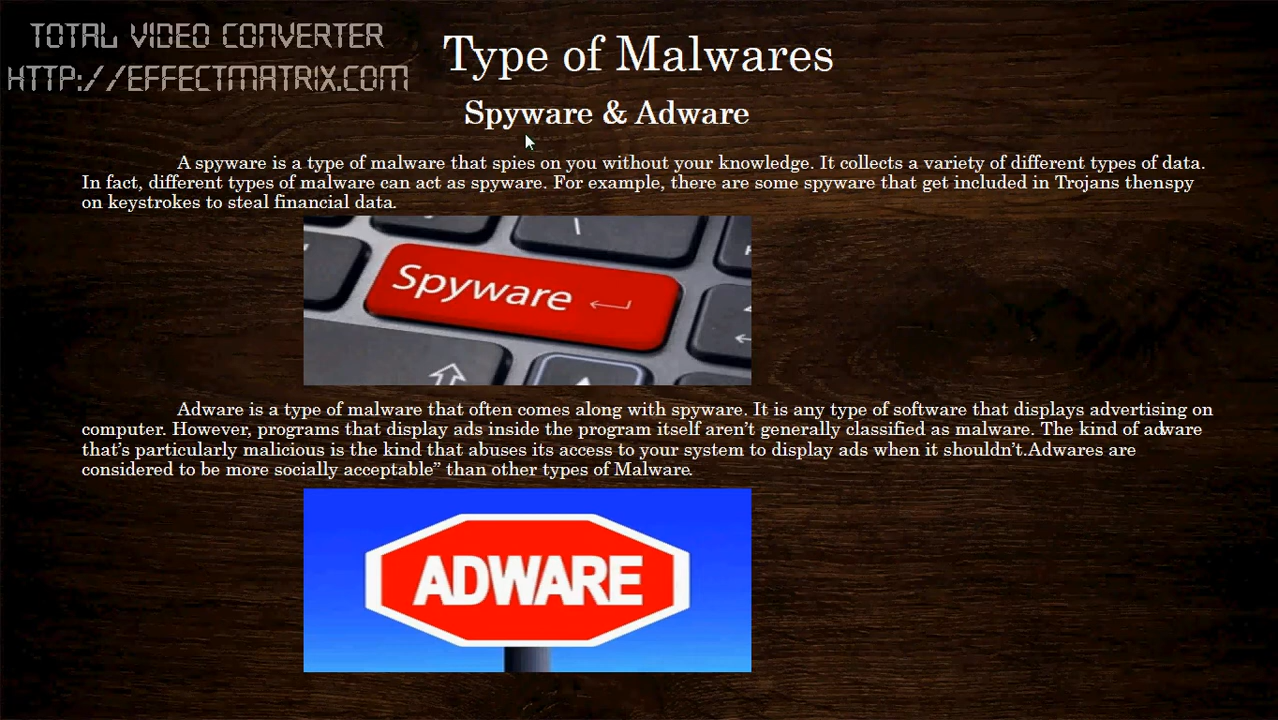 TOTAL VIDEO CONVERTER
HTTP://EFFECTMATRIX.COM
Type of Malwares
Spyware & Adware
A spyware is a type of malware that spies on you without your knowledge. It collects a variety of different types of data.
In fact, different types of malware can act as spyware. For example, there are some spyware that get included in Trojans thenspy
on keystrokes to steal financial data.
Spyware
Adware is a type of malware that often comes along with spyware. It is any type of software that displays advertising on
computer. However, programs that display ads inside the program itself aren’t generally classified as malware. The kind of adware
that’s particularly malicious is the kind that abuses its access to your system to display ads when it shouldn’t.Adwares are
considered to be more socially acceptable” than other types of Malware.
ADWARE